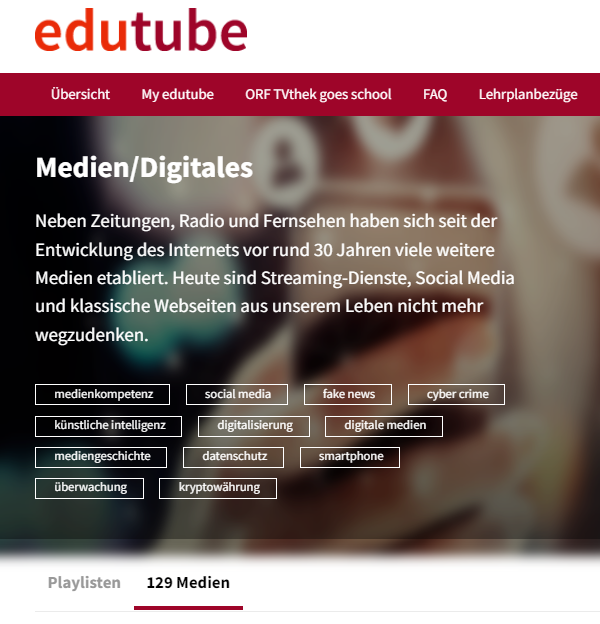 edutube
Übersicht My edutube ORF TVthek goes school FAQ Lehrplanbezüge
Medien/Digitales
Neben Zeitungen, Radio und Fernsehen haben sich seit der
Entwicklung des Internets vor rund 30 Jahren viele weitere
Medien etabliert. Heute sind Streaming-Dienste, Social Media
und klassische Webseiten aus unserem Leben nicht mehr
wegzudenken.
medienkompetenz social media fake news cyber crime
künstliche intelligenz digitalisierung digitale medien
mediengeschichte datenschutz smartphone
überwachung kryptowährung
Playlisten 129 Medien